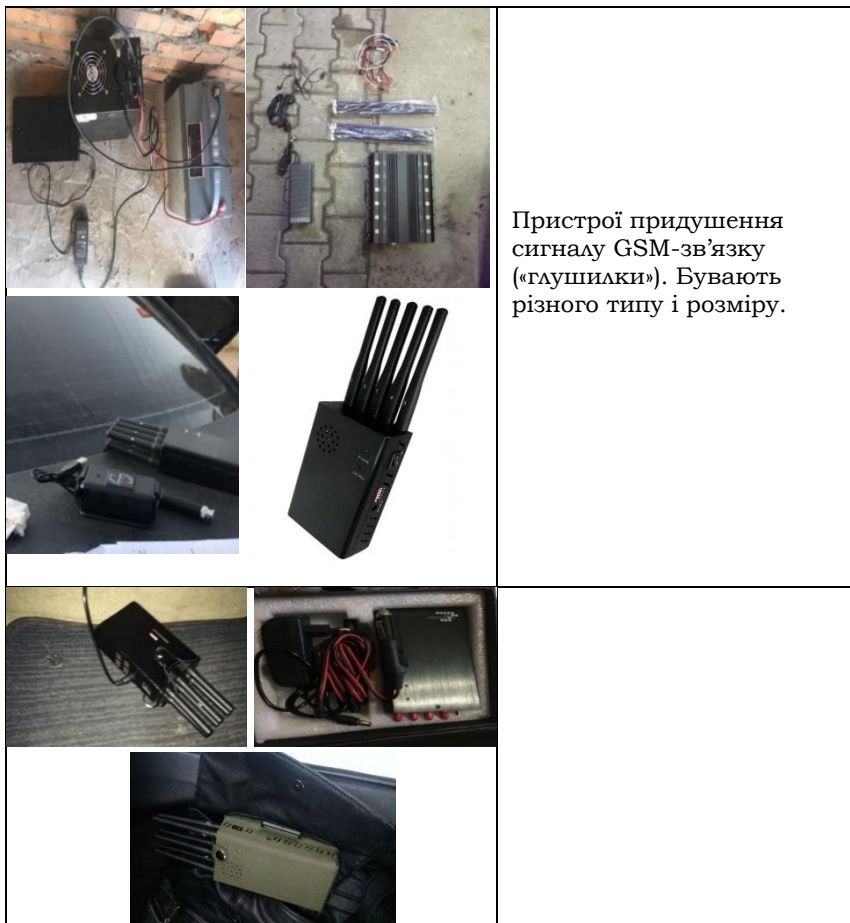 Пристрої придушення
сигналу GSM-зв’язку
(«глушилки»). Бувають
різного типу і розміру.